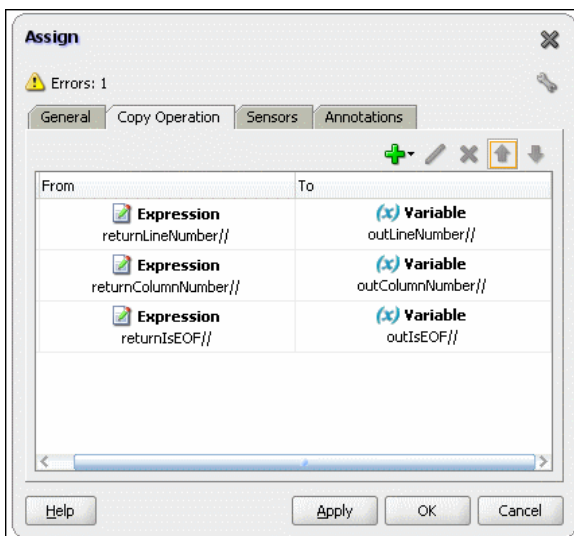 Assign
Errors: 1
General Copy Operation Sensors Annotations
From To
Expression (x) Variable
returnLineNumber// outLineNumber//
Expression (x) Variable
returnColumnNumber// outColumnNumber//
Expression (x) Variable
returnIsEOF// outIsEOF//
Help Apply OK Cancel